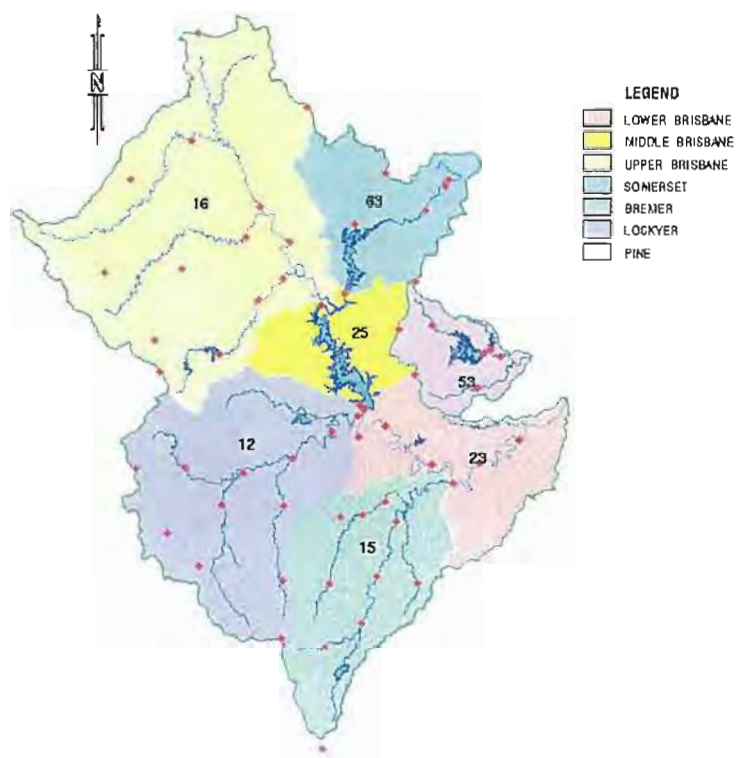 N
LEGEND
LOWER BRISBANE
MIDDLE BRISBANE
UPPER BRISBANE
SOMERSET
BREMER
LOCKYER
PINE
63
16
25
53
12
23
15